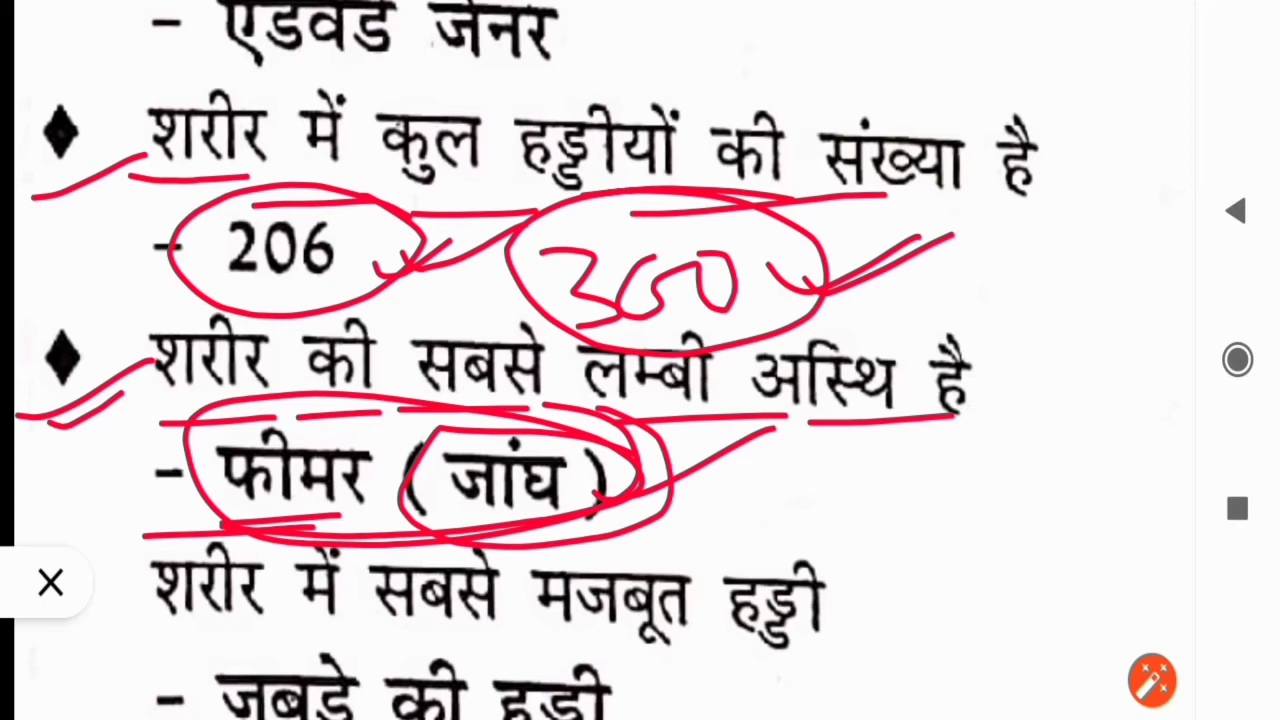 - एडवर्ड जेनर
♦ शरीर में कुल हड्डीयों की संख्या है
- 206 350
♦ शरीर की सबसे लम्बी अस्थि है
- फीमर (जांघ)
शरीर में सबसे मजबूत हड्डी
- जबड़े की हड्डी